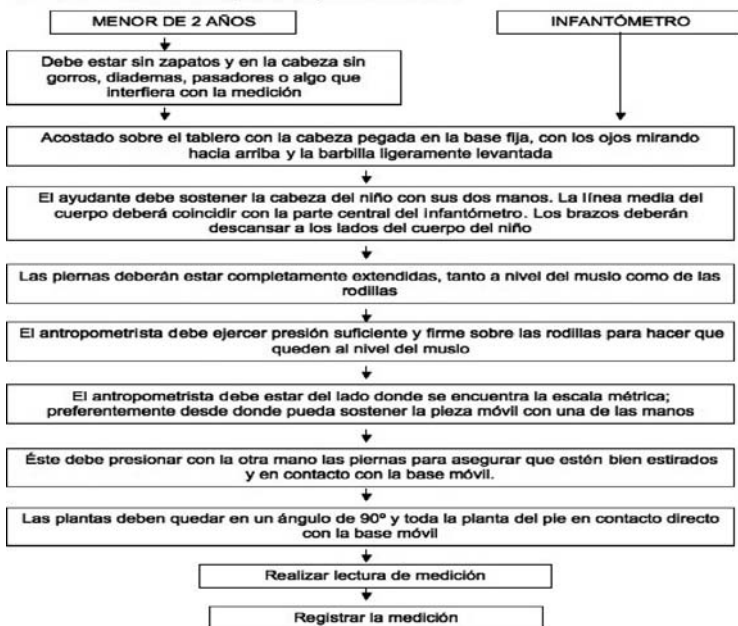 MENOR DE 2 AÑOS
INFANTÓMETRO
Debe estar sin zapatos y en la cabeza sin
gorros, diademas, pasadores o algo que
interfiera con la medición
Acostado sobre el tablero con la cabeza pegada en la base fija, con los ojos mirando
hacia arriba y la barbilla ligeramente levantada
El ayudante debe sostener la cabeza del niño con sus dos manos. La línea media del
cuerpo deberá coincidir con la parte central del infantómetro. Los brazos deberán
descansar a los lados del cuerpo del niño
Las piernas deberán estar completamente extendidas, tanto a nivel del muslo como de las
rodillas
El antropometrista debe ejercer presión suficiente y firme sobre las rodillas para hacer que
queden al nivel del muslo
El antropometrista debe estar del lado donde se encuentra la escala métrica;
preferentemente desde donde pueda sostener la pieza móvil con una de las manos
Éste debe presionar con la otra mano las piernas para asegurar que estén bien estirados
y en contacto con la base móvil.
Las plantas deben quedar en un ángulo de 90º y toda la planta del pie en contacto directo
con la base móvil
Realizar lectura de medición
Registrar la medición